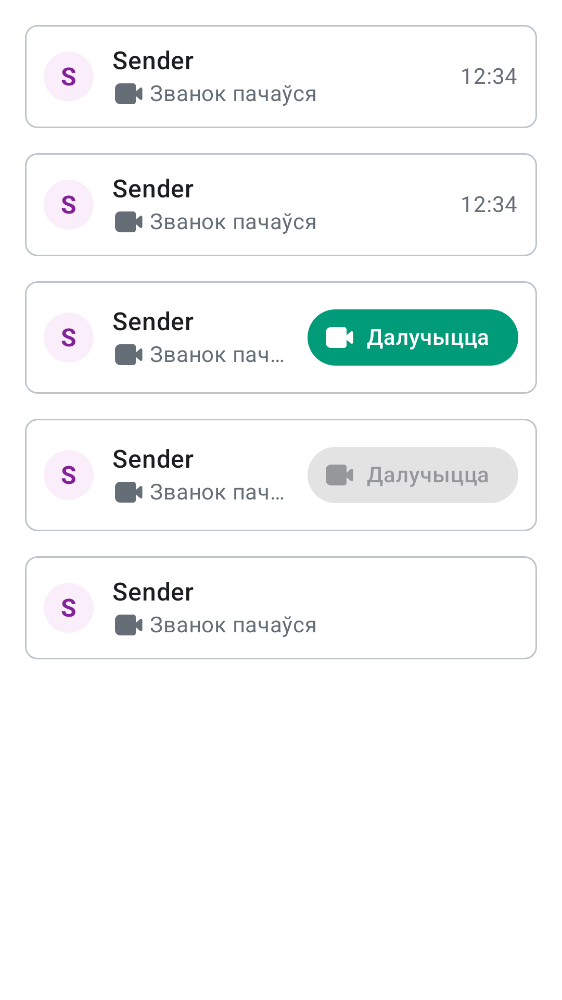 S
Sender
Званок пачаўся
12:34
S
Sender
Званок пачаўся
12:34
S
Sender
Званок пач...
Далучыцца
S
Sender
Званок пач...
Далучыцца
S
Sender
Званок пачаўся